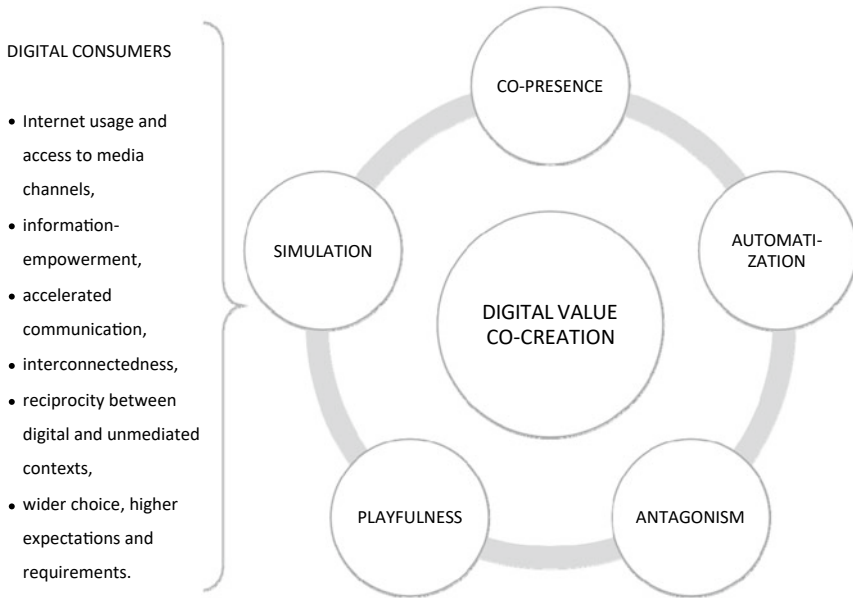 DIGITAL CONSUMERS
• Internet usage and
access to media
channels,
• information-
empowerment,
• accelerated
communication,
• interconnectedness,
• reciprocity between
digital and unmediated
contexts,
• wider choice, higher
expectations and
requirements.
CO-PRESENCE
SIMULATION
AUTOMATI-
ZATION
DIGITAL VALUE
CO-CREATION
PLAYFULNESS
ANTAGONISM